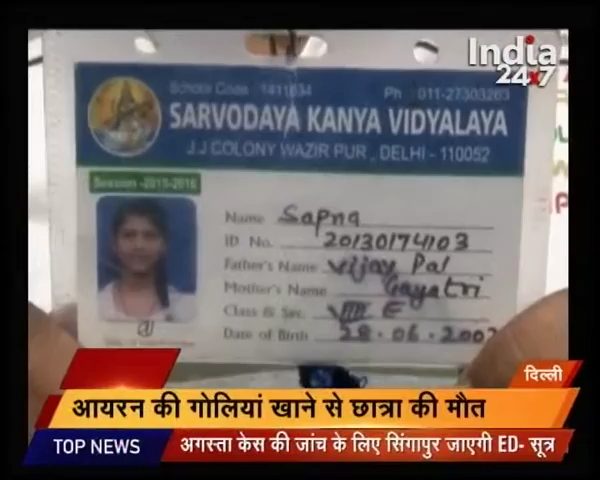 India
24x7
School Code 1411034
Ph : 011-27303263
SARVODAYA KANYA VIDYALAYA
J.J COLONY WAZIR PUR, DELHI - 110052
Session -2015-2016
Name Sapna
ID No. 20130174103
Father's Name Vijay Pal
Mother's Name Gayatri
Class & Sec. VIII E
Date of Birth 28.06.2002
दिल्ली
आयरन की गोलियां खाने से छात्रा की मौत
TOP NEWS
अगस्ता केस की जांच के लिए सिंगापुर जाएगी ED- सूत्र